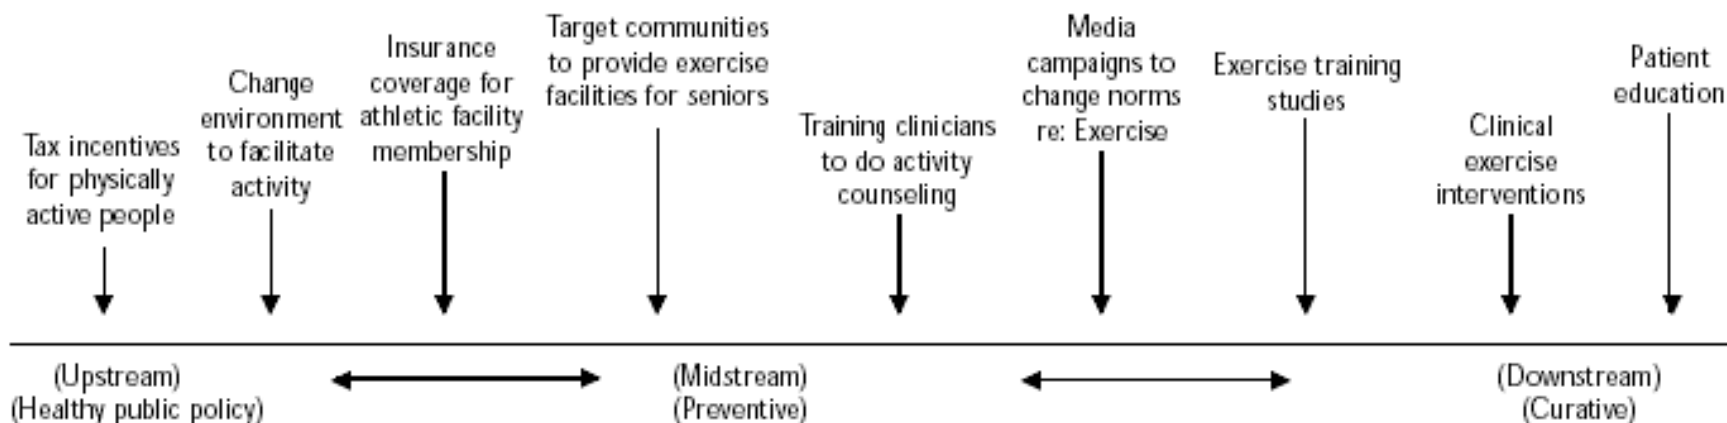 Tax incentives
for physically
active people
Change
environment
to facilitate
activity
Insurance
coverage for
athletic facility
membership
Target communities
to provide exercise
facilities for seniors
Training clinicians
to do activity
counseling
Media
campaigns to
change norms
re: Exercise
Exercise training
studies
Clinical
exercise
interventions
Patient
education
(Upstream)
(Healthy public policy)
(Midstream)
(Preventive)
(Downstream)
(Curative)